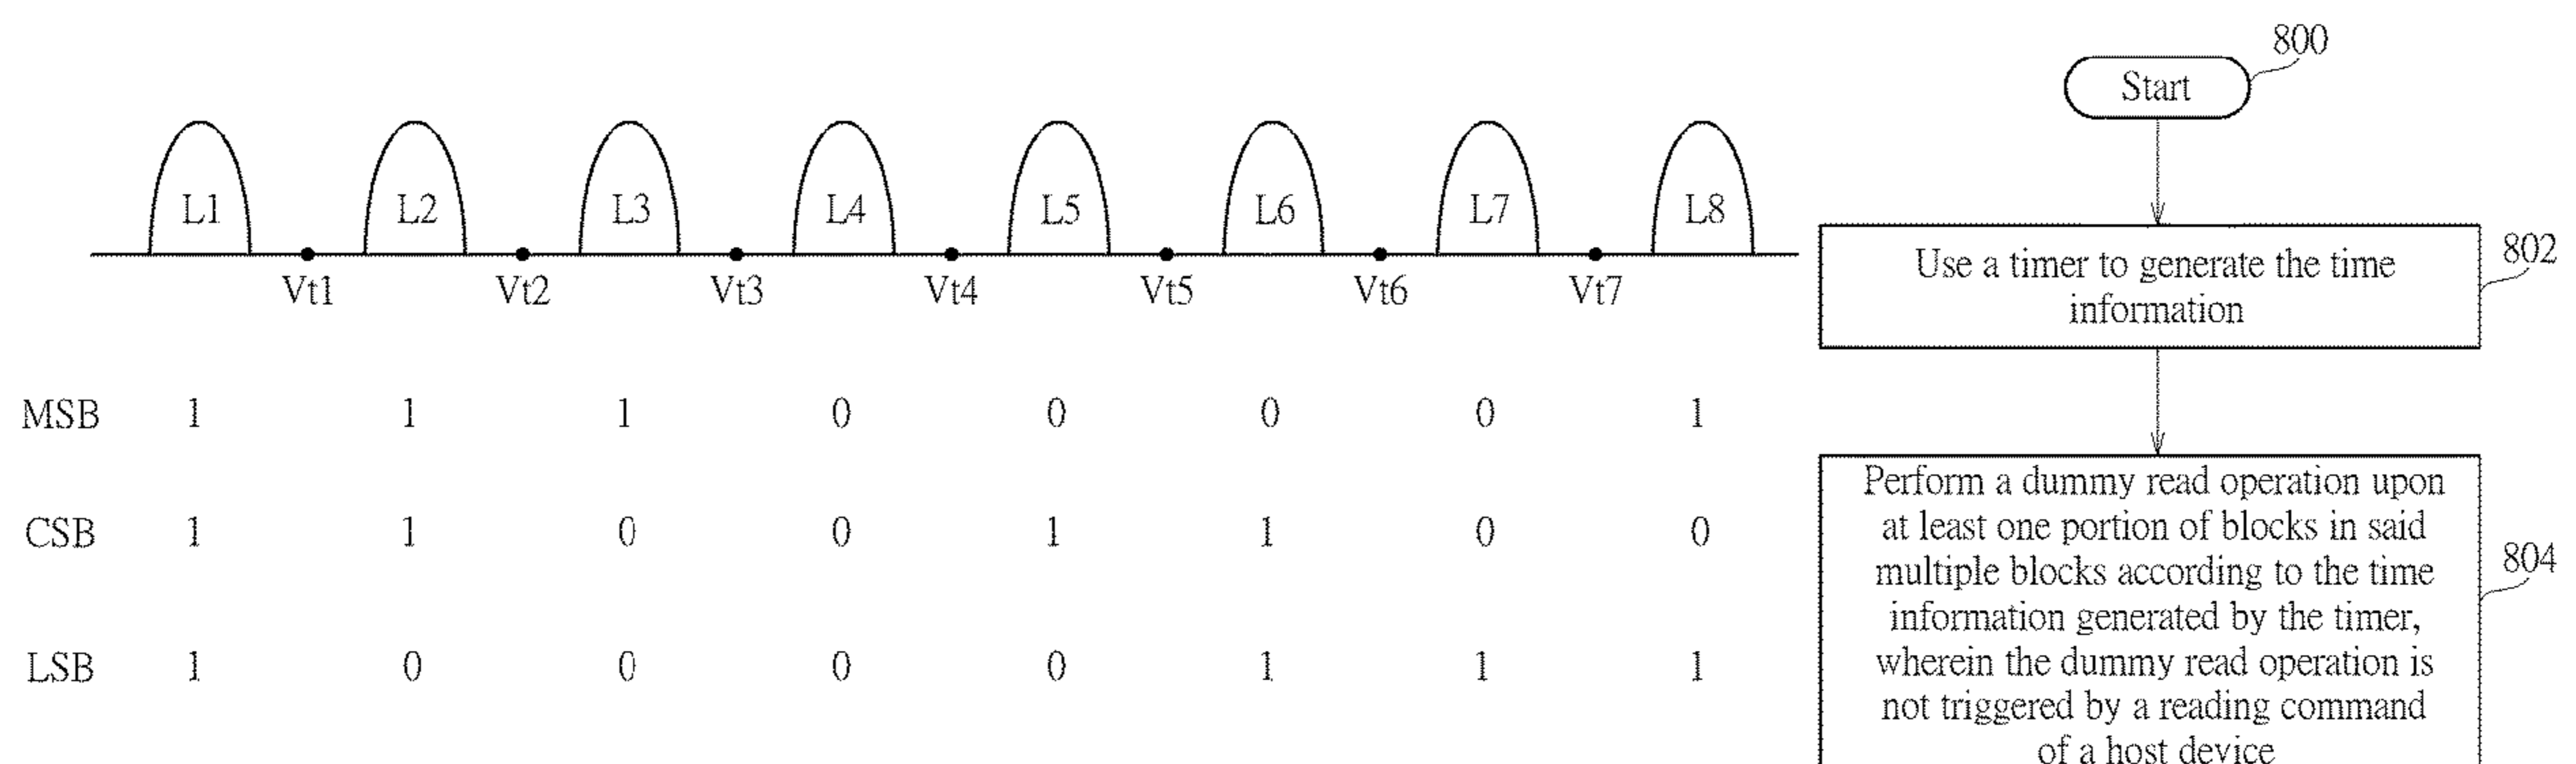 L1 L2 L3 L4 L5 L6 L7 L8
Vt1 Vt2 Vt3 Vt4 Vt5 Vt6 Vt7
MSB 1 1 1 0 0 0 0 1
CSB 1 1 0 0 1 1 0 0
LSB 1 0 0 0 0 1 1 1
800
Start
802
Use a timer to generate the time
information
804
Perform a dummy read operation upon
at least one portion of blocks in said
multiple blocks according to the time
information generated by the timer,
wherein the dummy read operation is
not triggered by a reading command
of a host device